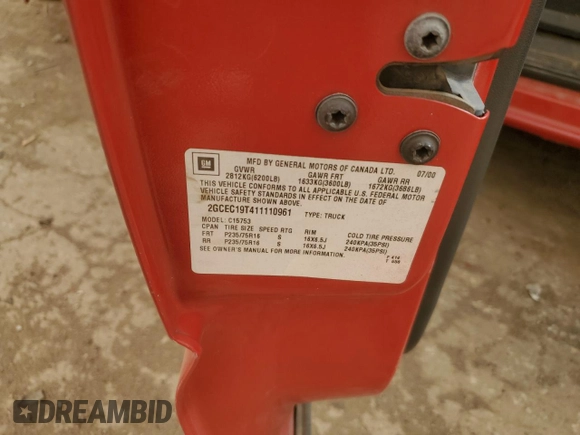 GM
MFD BY GENERAL MOTORS OF CANADA LTD. 07/00
GVWR GAWR FRT GAWR RR
2812KG(6200LB) 1633KG(3600LB) 1672KG(3686LB)
THIS VEHICLE CONFORMS TO ALL APPLICABLE U.S. FEDERAL MOTOR
VEHICLE SAFETY STANDARDS IN EFFECT ON THE DATE OF
MANUFACTURE SHOWN ABOVE.
2GCEC19T411110961 TYPE: TRUCK
MODEL: C15753
CPAN TIRE SIZE SPEED RTG RIM COLD TIRE PRESSURE
FRT P235/75R16 S 16X6.5J 240KPA(35PSI)
RR P235/75R16 S 16X6.5J 240KPA(35PSI)
SEE OWNER'S MANUAL FOR MORE INFORMATION.
DREAMBID